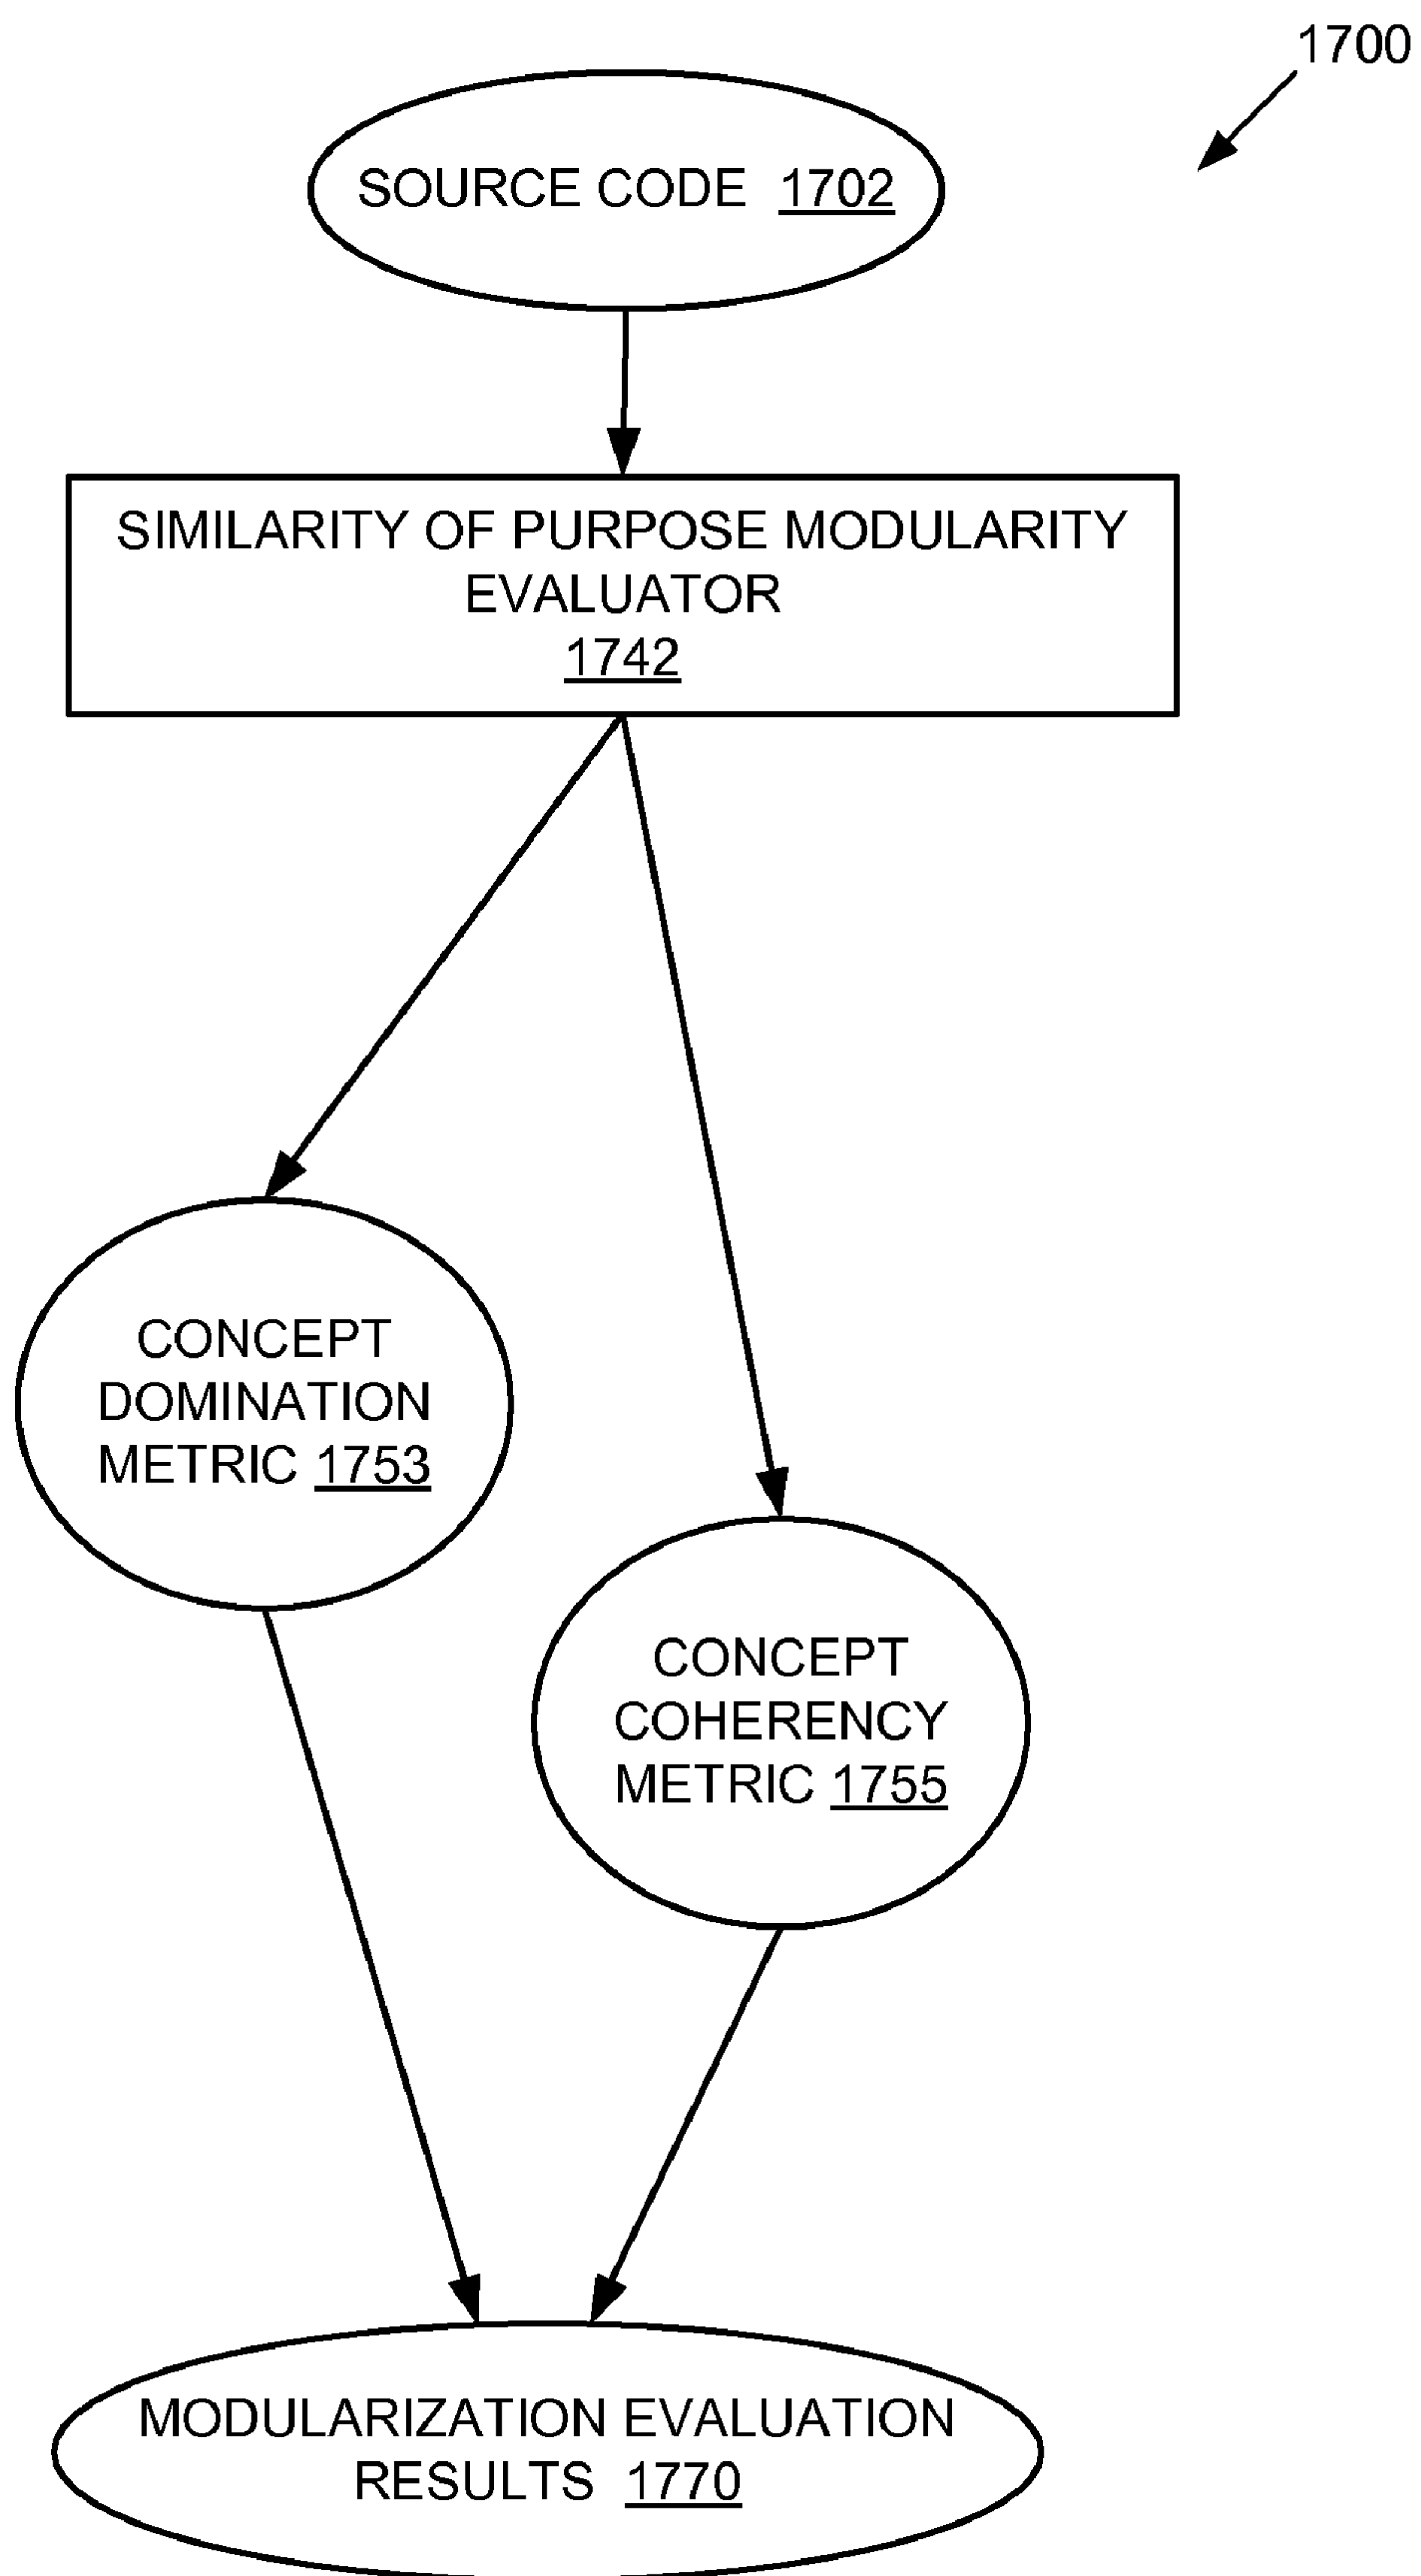 1700
SOURCE CODE 1702
SIMILARITY OF PURPOSE MODULARITY
EVALUATOR
1742
CONCEPT
DOMINATION
METRIC 1753
CONCEPT
COHERENCY
METRIC 1755
MODULARIZATION EVALUATION
RESULTS 1770